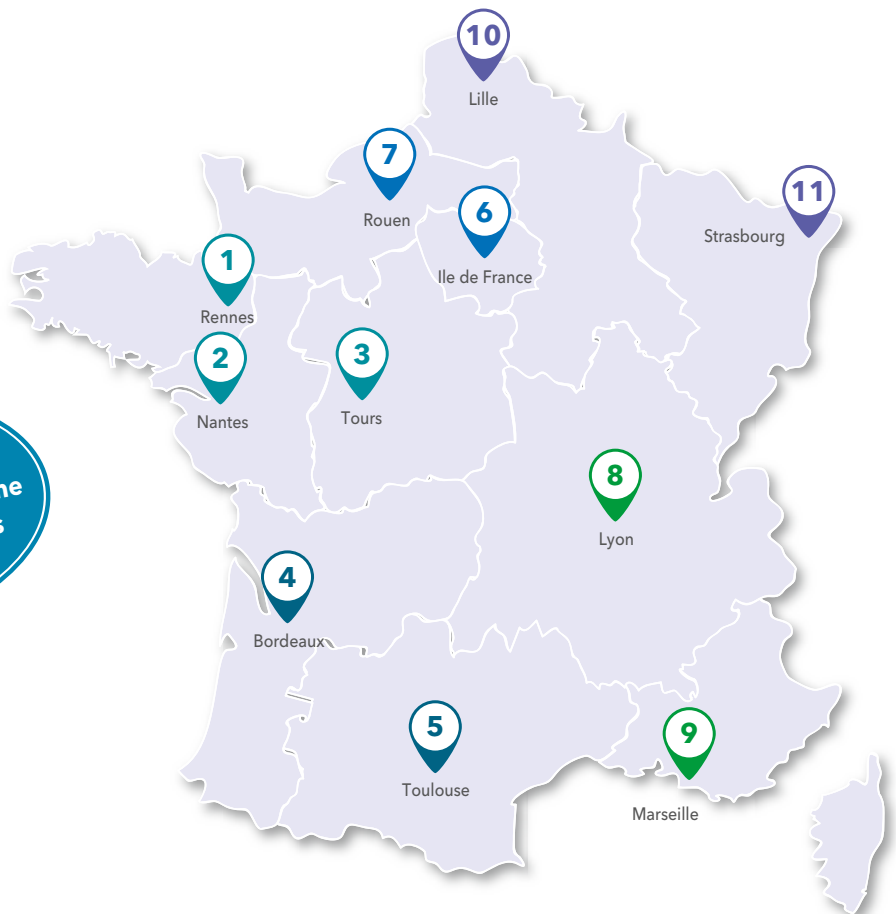 10
Lille
7
Rouen
11
Strasbourg
6
Ile de France
1
Rennes
2
Nantes
3
Tours
8
Lyon
4
Bordeaux
5
Toulouse
9
Marseille